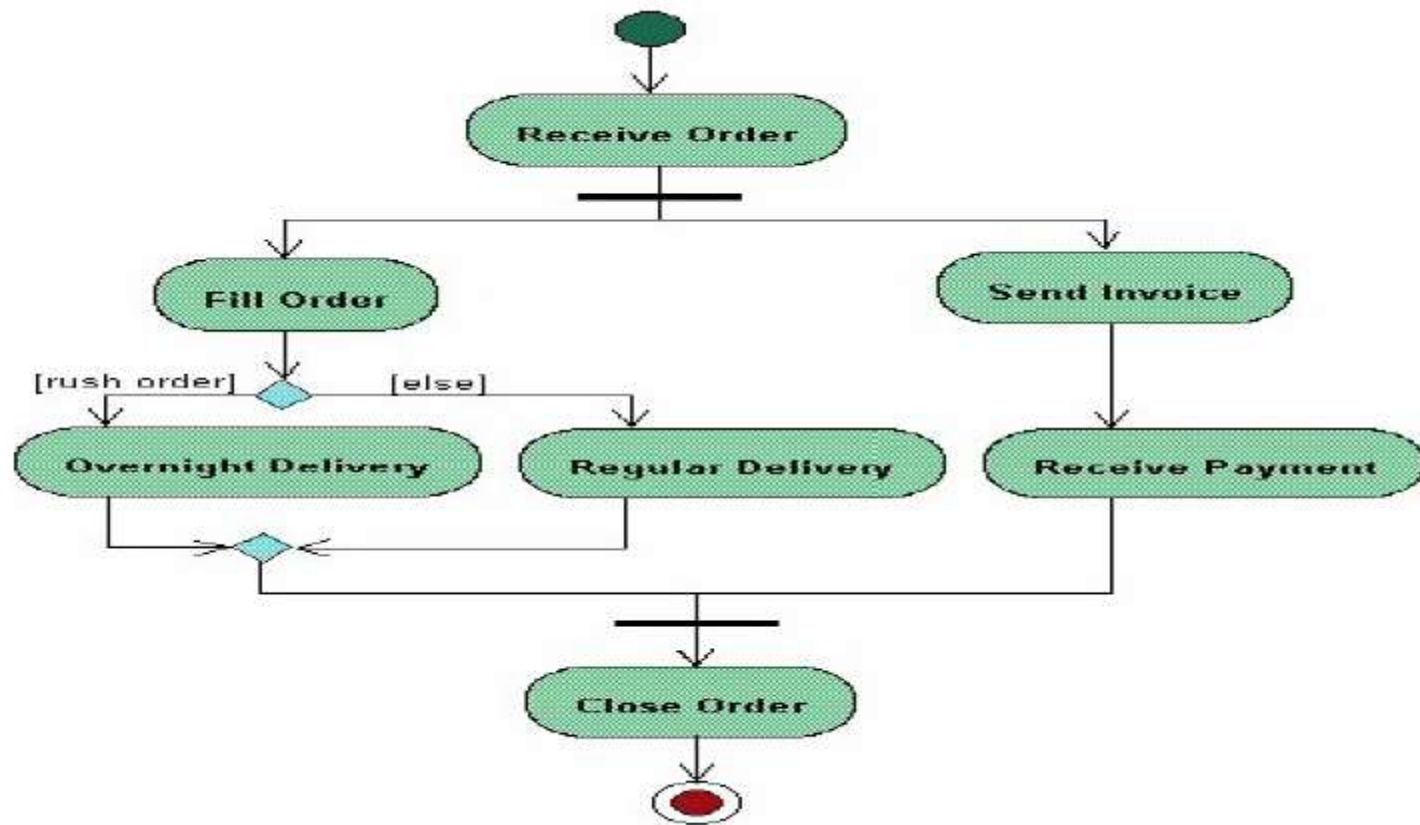 Receive Order
Fill Order
Send Invoice
[rush order]
[else]
Overnight Delivery
Regular Delivery
Receive Payment
Close Order